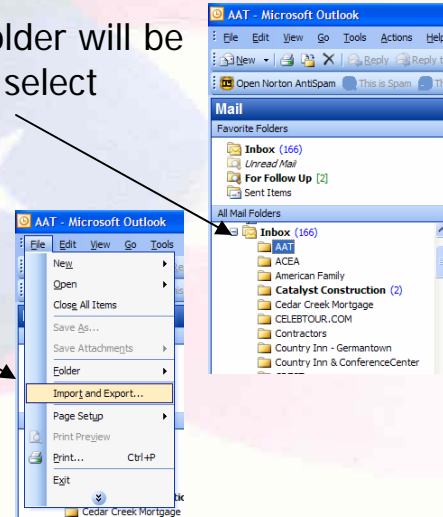 older will be
select
AAT - Microsoft Outlook
File Edit View Go Tools Actions Help
New Reply Reply t
Open Norton AntiSpam This is Spam Th
Mail
Favorite Folders
Inbox (166)
Unread Mail
For Follow Up [2]
Sent Items
All Mail Folders
Inbox (166)
AAT
ACEA
American Family
Catalyst Construction (2)
Cedar Creek Mortgage
CELEBTOUR.COM
Contractors
Country Inn - Germantown
Country Inn & ConferenceCenter
AAT - Microsoft Outlook
File Edit View Go Tools
New
Open
Close All Items
Save As...
Save Attachments
Folder
Import and Export...
Page Setup
Print Preview
Print... Ctrl+P
Exit
Cedar Creek Mortgage